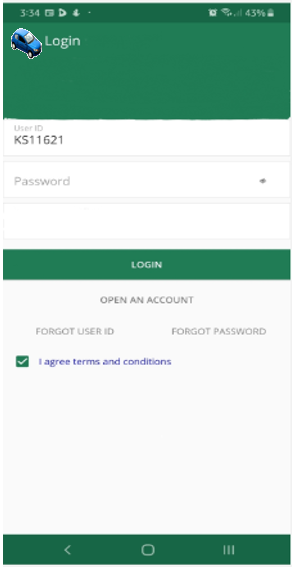 3:34 43%
Login
User ID
KS11621
Password
LOGIN
OPEN AN ACCOUNT
FORGOT USER ID FORGOT PASSWORD
I agree terms and conditions